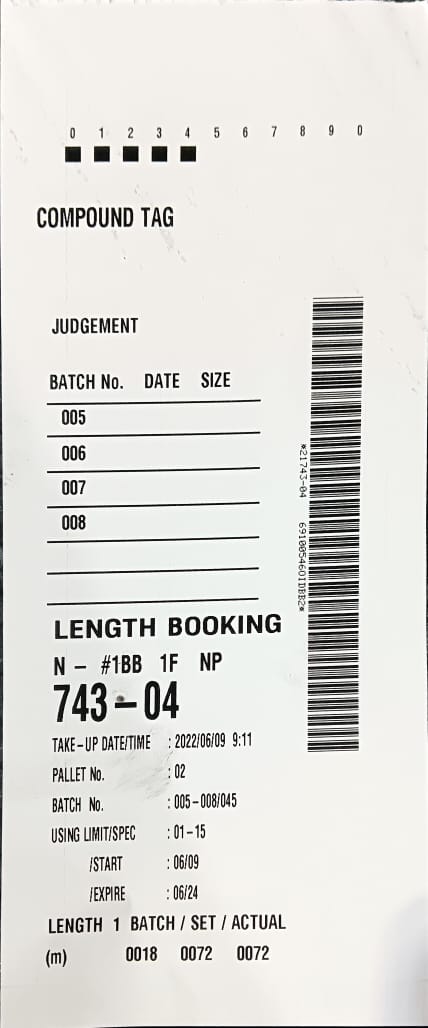 0 1 2 3 4 5 6 7 8 9 0
COMPOUND TAG
JUDGEMENT
BATCH No. DATE SIZE
005
006
007
008
*21743-04 691005460IDBB2*
LENGTH BOOKING
N - #1BB 1F NP
743-04
TAKE-UP DATE/TIME : 2022/06/09 9:11
PALLET No. : 02
BATCH No. : 005-008/045
USING LIMIT/SPEC : 01-15
/START : 06/09
/EXPIRE : 06/24
LENGTH 1 BATCH / SET / ACTUAL
(m) 0018 0072 0072